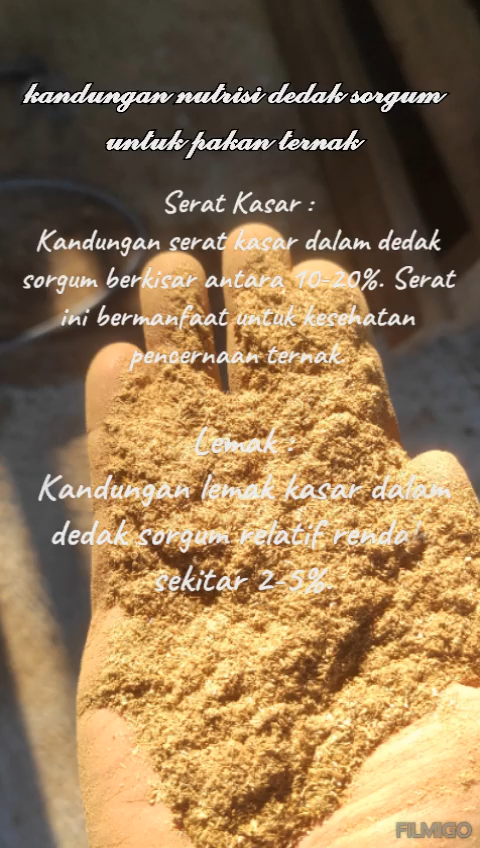 kandungan nutrisi dedak sorgum
untuk pakan ternak
Serat Kasar :
Kandungan serat kasar dalam dedak
sorgum berkisar antara 10-20%. Serat
ini bermanfaat untuk kesehatan
pencernaan ternak.
Lemak :
Kandungan lemak kasar dalam
dedak sorgum relatif rendah
sekitar 2-5%.
FILMIGO